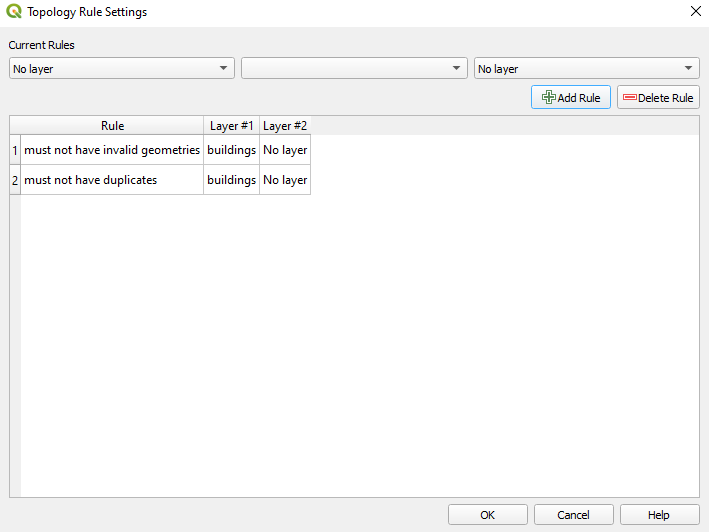 Topology Rule Settings
Current Rules
No layer No layer
Add Rule Delete Rule
Rule Layer #1 Layer #2
1 must not have invalid geometries buildings No layer
2 must not have duplicates buildings No layer
OK Cancel Help